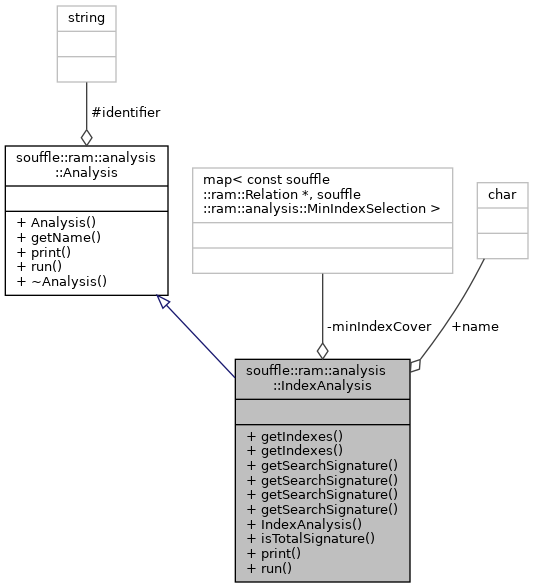 string
#identifier
souffle::ram::analysis
::Analysis
+ Analysis()
+ getName()
+ print()
+ run()
+ ~Analysis()
map< const souffle
::ram::Relation *, souffle
::ram::analysis::MinIndexSelection >
char
-minIndexCover
+name
souffle::ram::analysis
::IndexAnalysis
+ getIndexes()
+ getIndexes()
+ getSearchSignature()
+ getSearchSignature()
+ getSearchSignature()
+ getSearchSignature()
+ IndexAnalysis()
+ isTotalSignature()
+ print()
+ run()